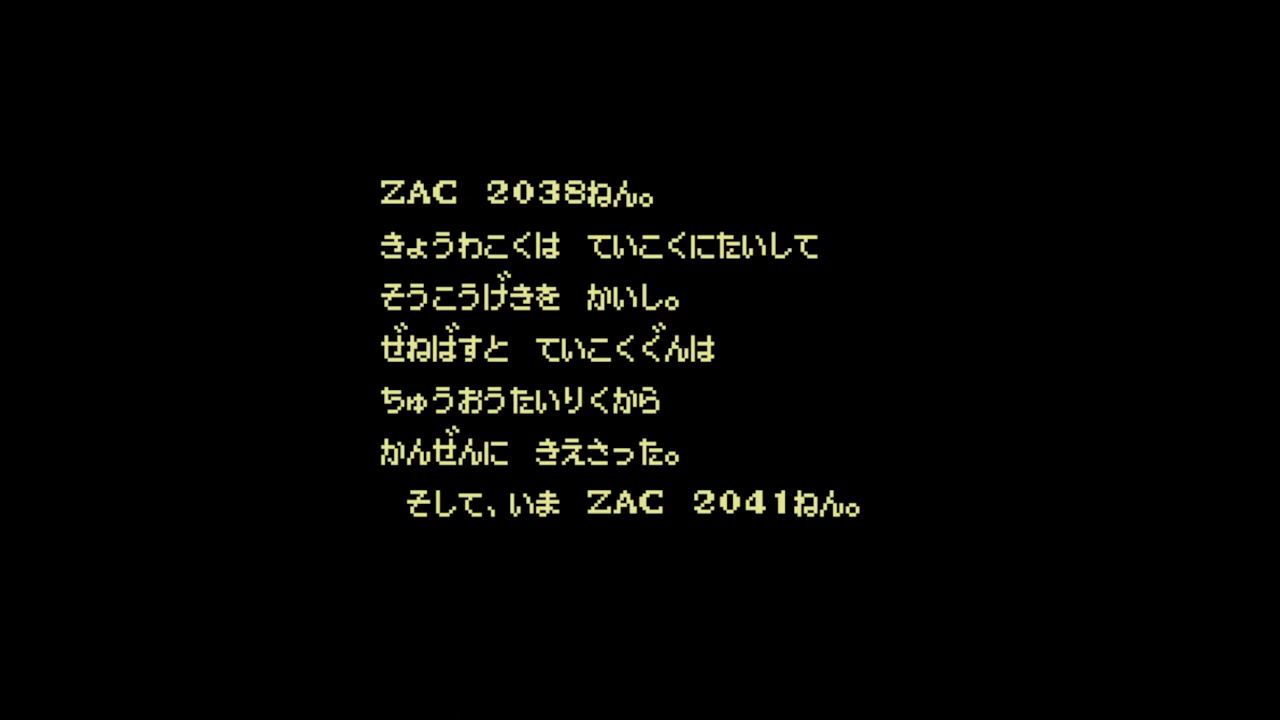 ZAC 2038ねん。
きょうわこくは ていこくにたいして
そうこうげきを かいし。
ぜねばすと ていこくぐんは
ちゅうおうたいりくから
かんぜんに きえさった。
そして、いま ZAC 2041ねん。